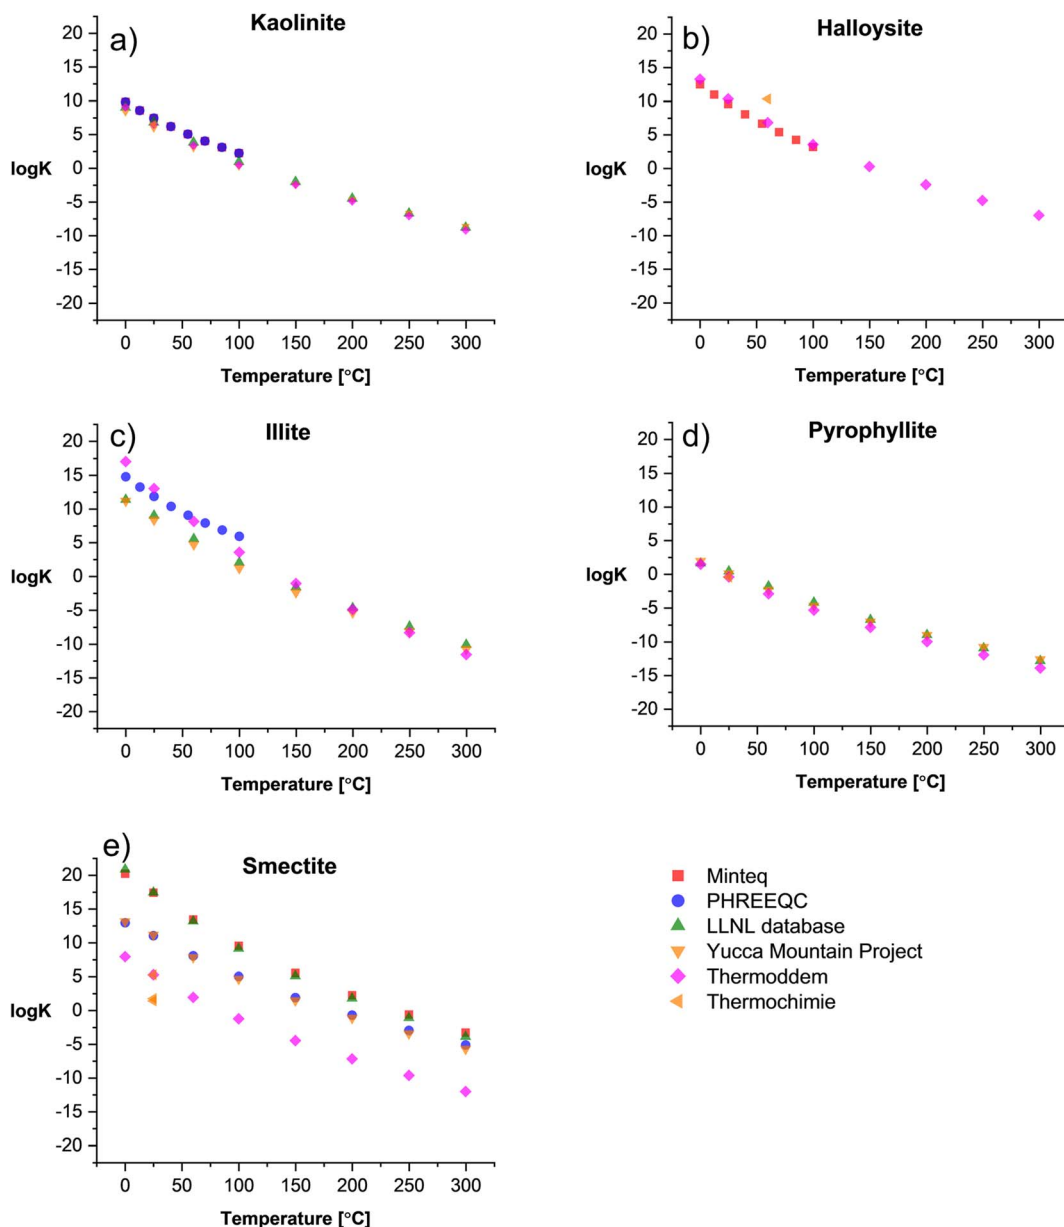 a)
Kaolinite
20
15
10
5
0
-5
-10
-15
-20
logK
0 50 100 150 200 250 300
Temperature [°C]
b)
Halloysite
20
15
10
5
0
-5
-10
-15
-20
logK
0 50 100 150 200 250 300
Temperature [°C]
c)
Illite
20
15
10
5
0
-5
-10
-15
-20
logK
0 50 100 150 200 250 300
Temperature [°C]
d)
Pyrophyllite
20
15
10
5
0
-5
-10
-15
-20
logK
0 50 100 150 200 250 300
Temperature [°C]
e)
Smectite
20
15
10
5
0
-5
-10
-15
-20
logK
0 50 100 150 200 250 300
Temperature [°C]
Minteq
PHREEQC
LLNL database
Yucca Mountain Project
Thermoddem
Thermochimie